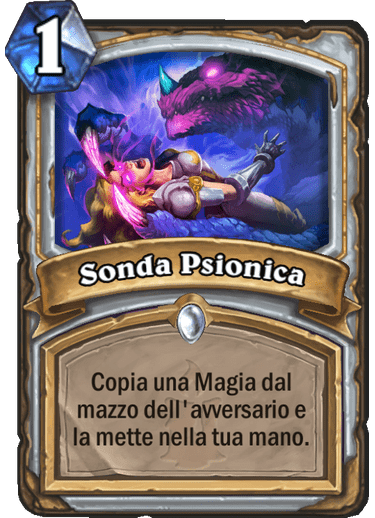 1
Sonda Psionica
Copia una Magia dal
mazzo dell'avversario e
la mette nella tua mano.